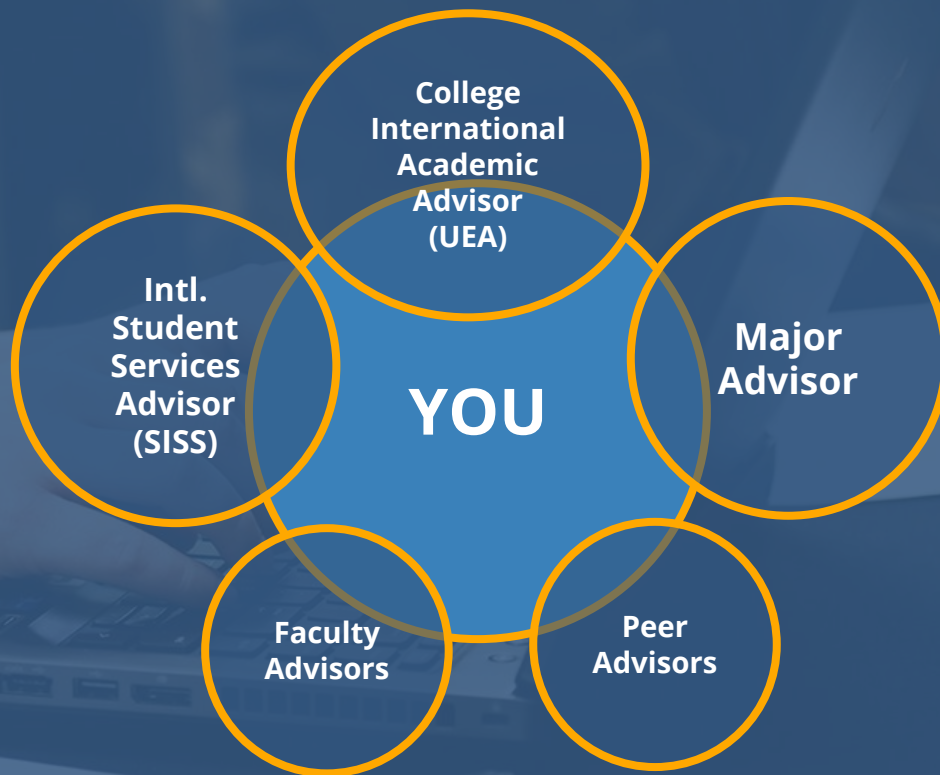 College
International
Academic
Advisor
(UEA)
Intl.
Student
Services
Advisor
(SISS)
YOU
Major
Advisor
Faculty
Advisors
Peer
Advisors